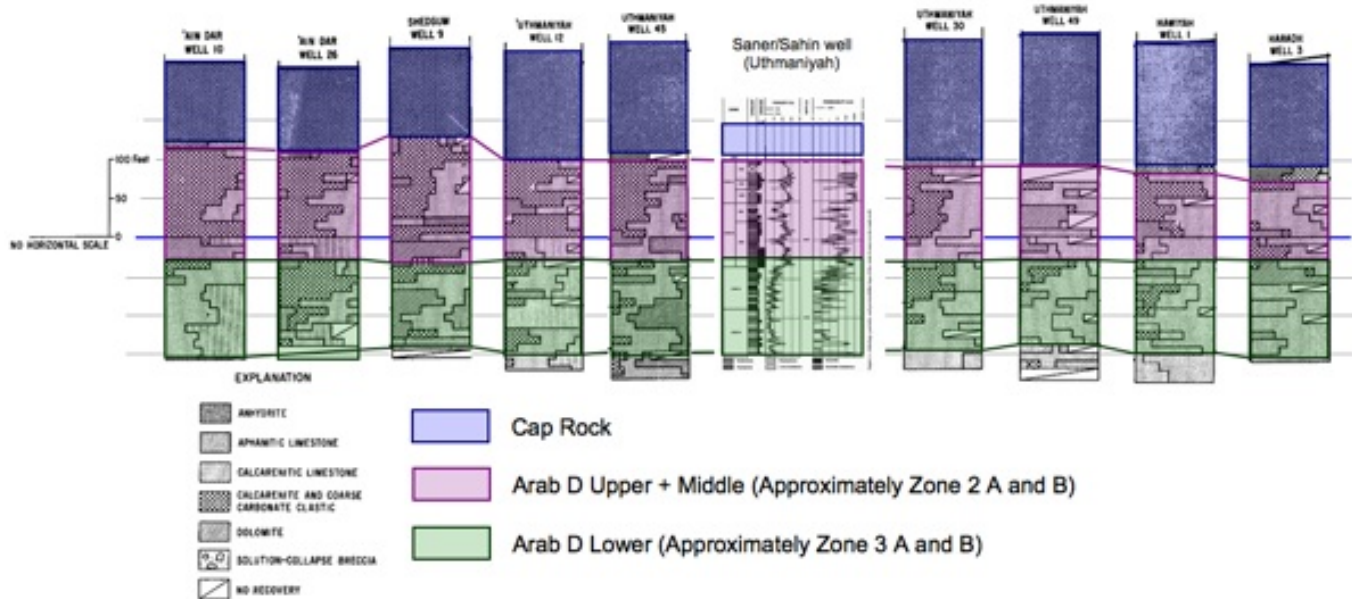 'AIN DAR
WELL 10
'AIN DAR
WELL 26
SHEDGUM
WELL 9
'UTHMANIYAH
WELL 12
UTHMANIYAH
WELL 45
Saner/Sahin well
(Uthmaniyah)
UTHMANIYAH
WELL 30
UTHMANIYAH
WELL 49
HAWIYAH
WELL 1
HARADH
WELL 3
100 Feet
50
0
NO HORIZONTAL SCALE
EXPLANATION
ANHYDRITE
APHANITIC LIMESTONE
CALCARENITIC LIMESTONE
CALCARENITE AND COARSE
CARBONATE CLASTIC
DOLOMITE
SOLUTION-COLLAPSE BRECCIA
NO RECOVERY
Cap Rock
Arab D Upper + Middle (Approximately Zone 2 A and B)
Arab D Lower (Approximately Zone 3 A and B)